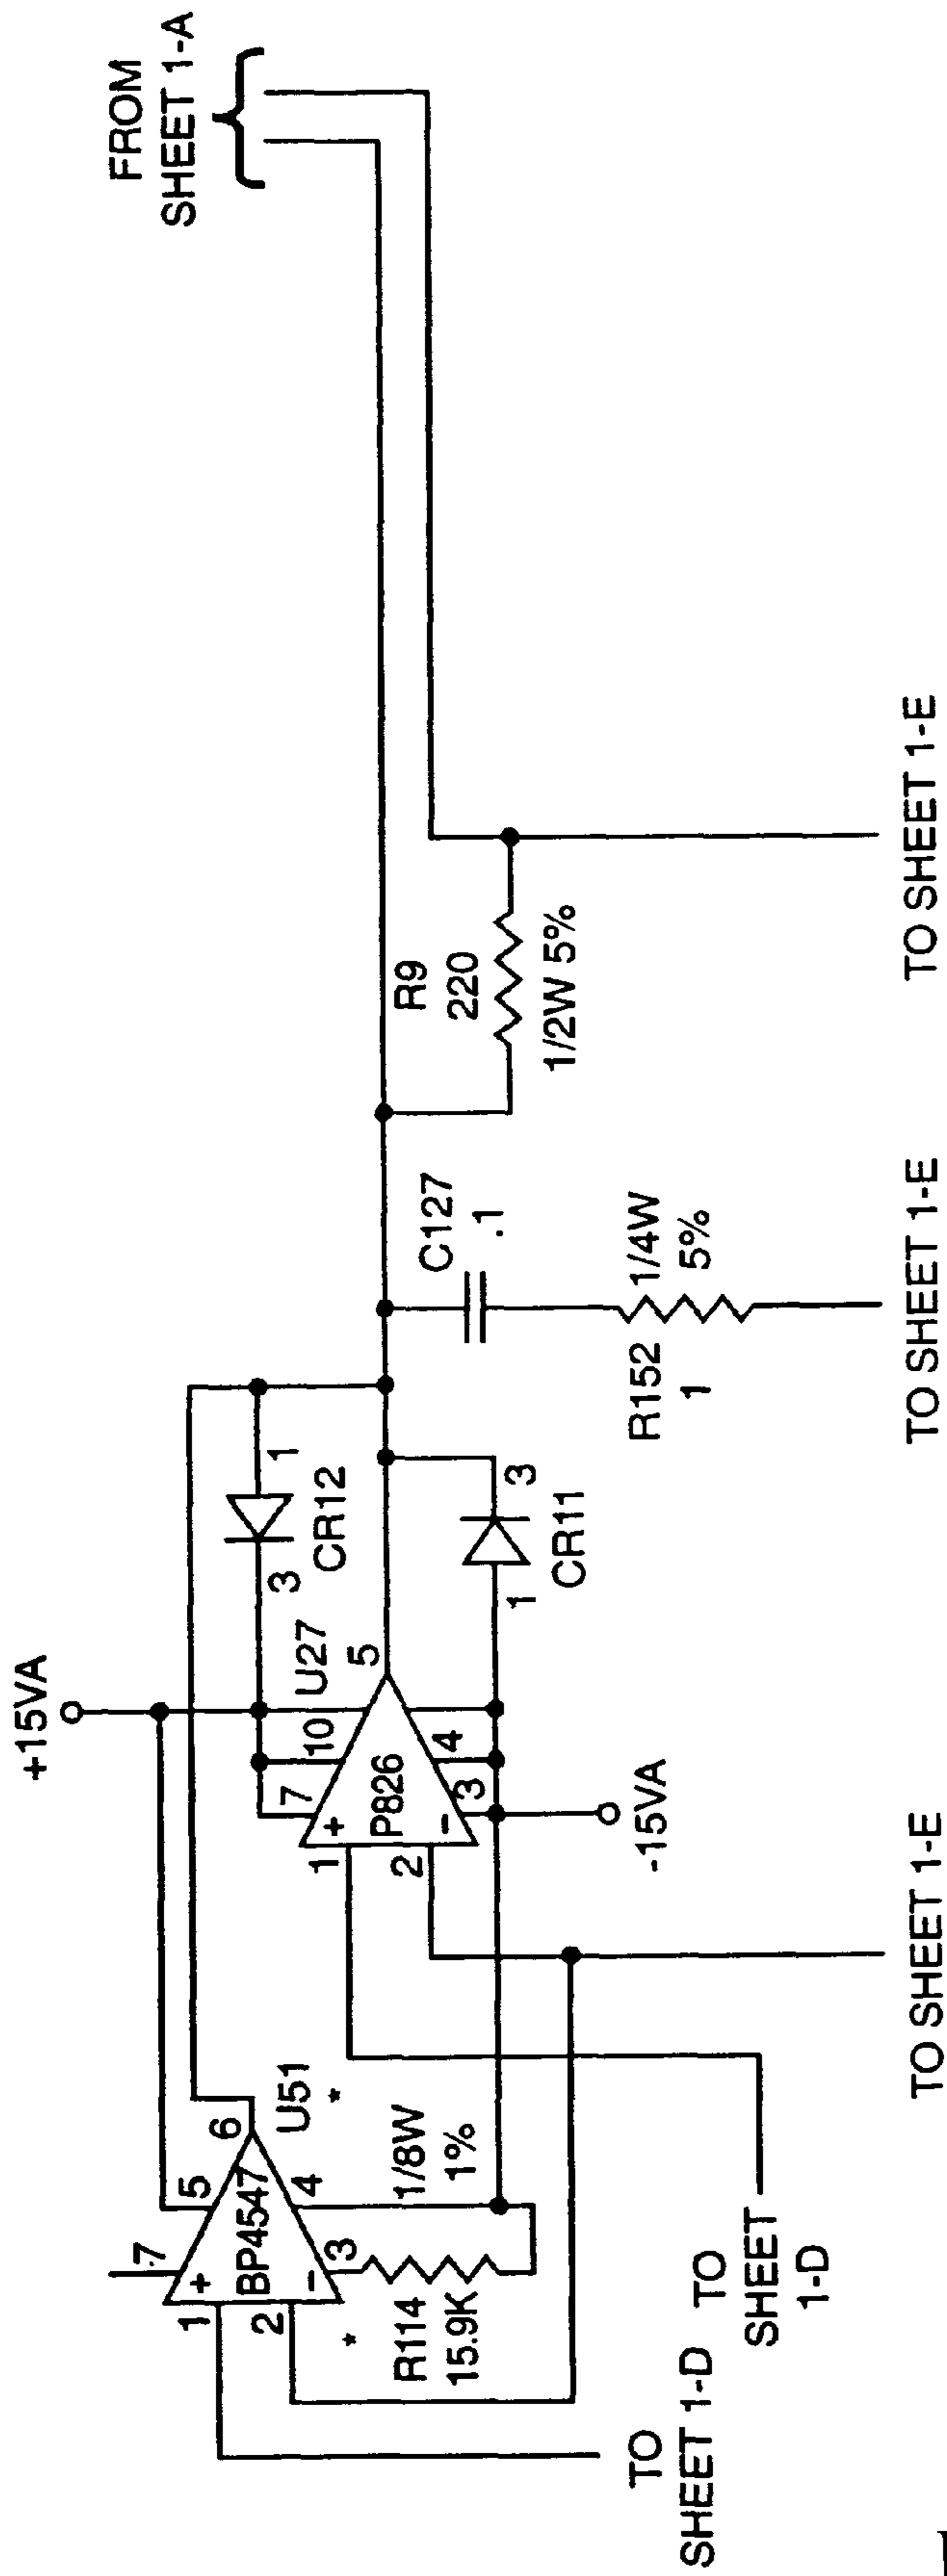 FROM
SHEET 1-A
+15VA
7
5
1
+
BP4547
6
2
-
3
4
U51
*
*
R114
15.9K
1/8W
1%
7
10
U27
1
+
P826
5
2
-
3
4
-15VA
3
1
CR12
1
3
CR11
C127
.1
R152
1
1/4W
5%
R9
220
1/2W 5%
TO
SHEET 1-D
TO
SHEET
1-D
TO SHEET 1-E
TO SHEET 1-E
TO SHEET 1-E